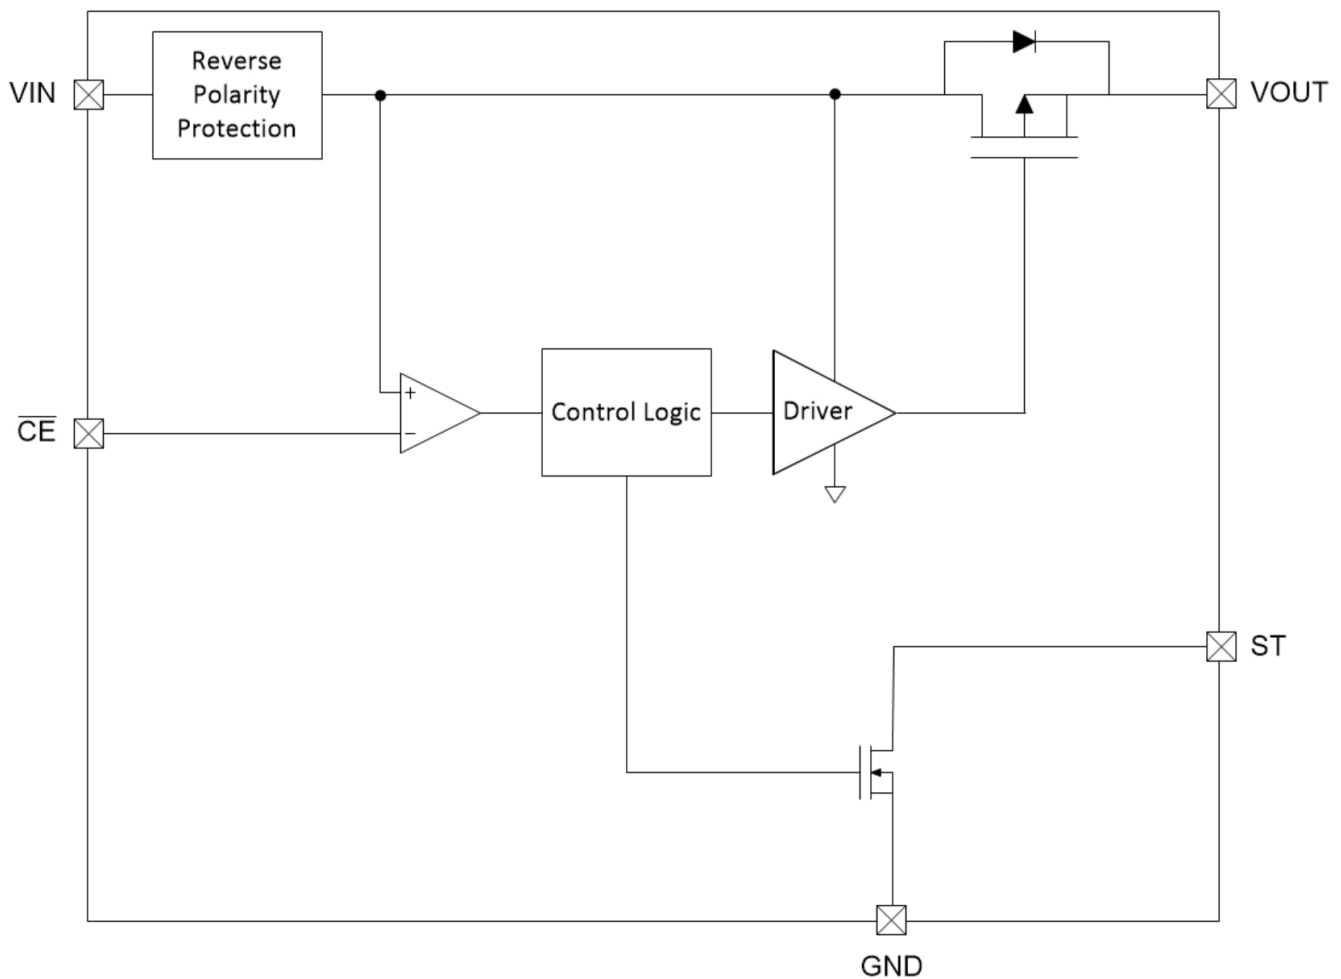 Reverse
Polarity
Protection
VIN
VOUT
+
Control Logic
Driver
CE
−
ST
GND